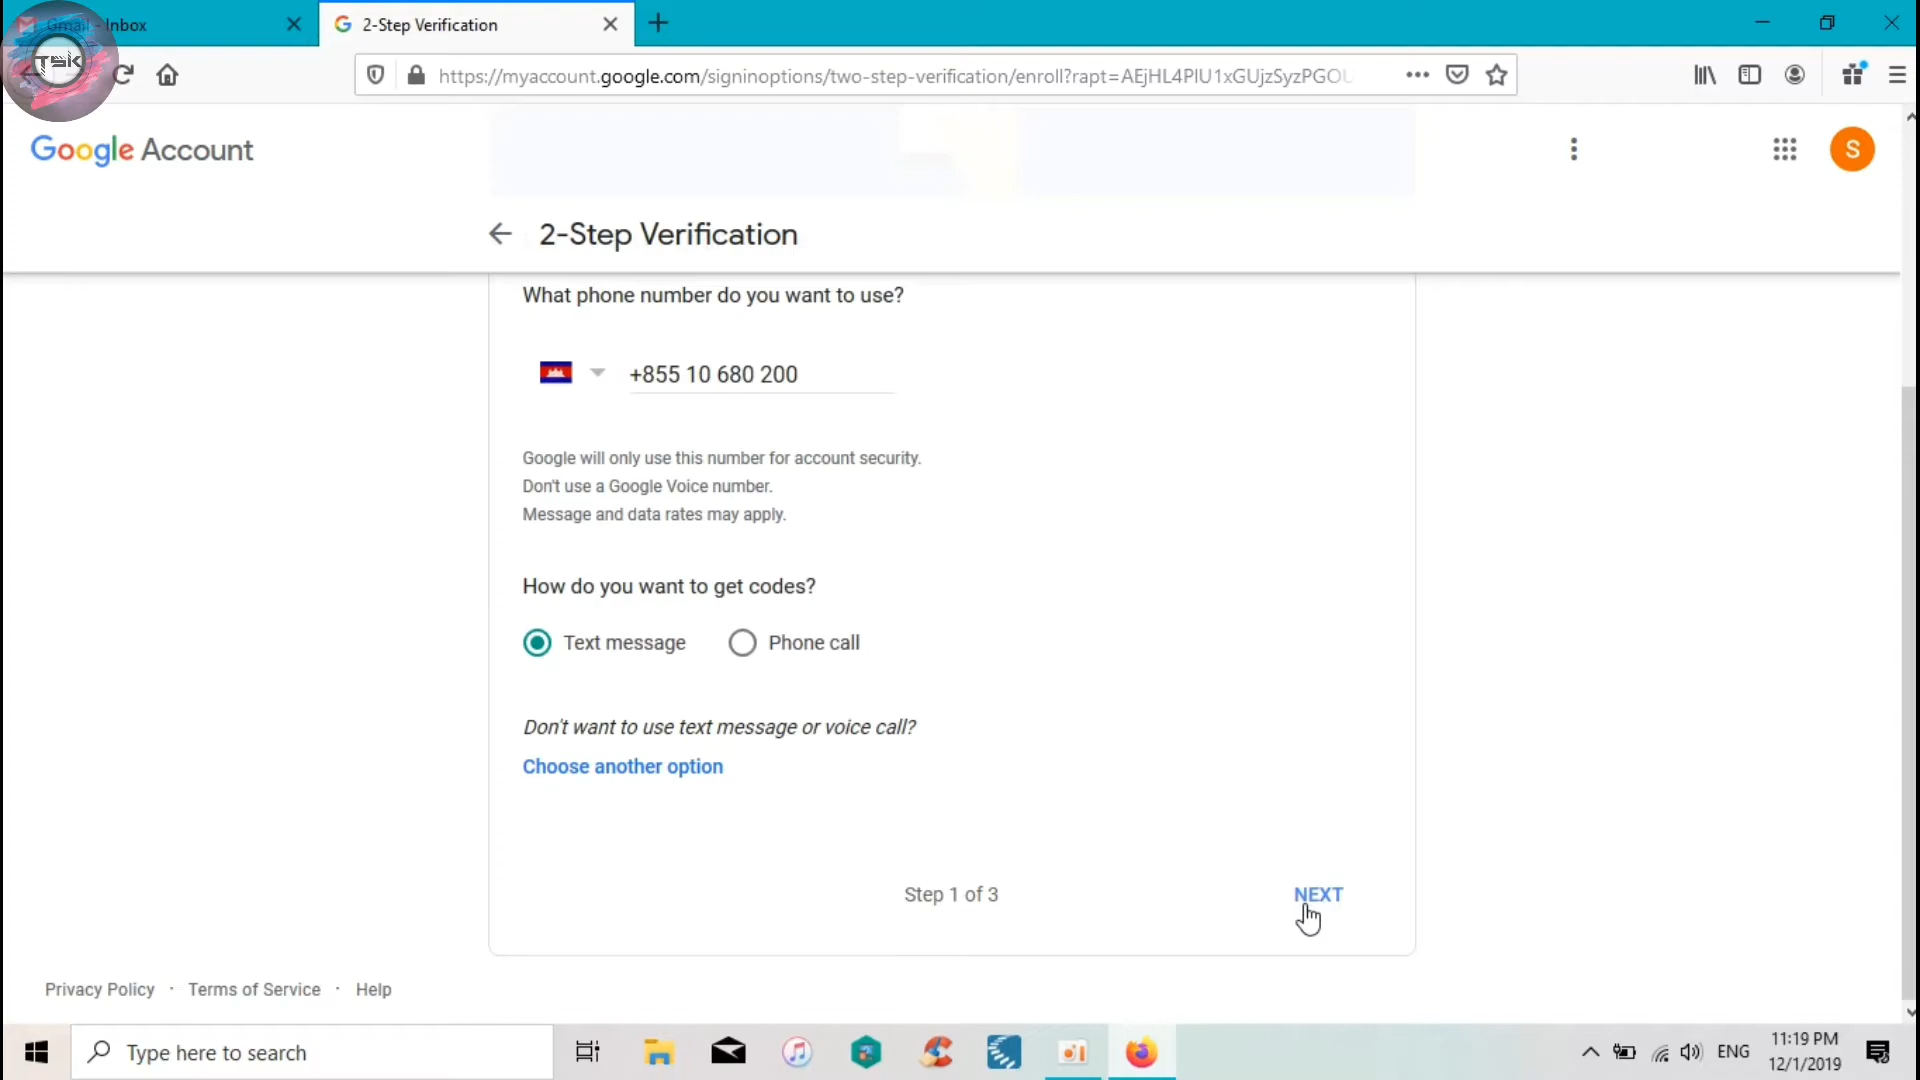 Gmail - Inbox
2-Step Verification
TSK
https://myaccount.google.com/signinoptions/two-step-verification/enroll?rapt=AEjHL4PIU1xGUjzSyzPGOU
Google Account
S
2-Step Verification
What phone number do you want to use?
+855 10 680 200
Google will only use this number for account security.
Don't use a Google Voice number.
Message and data rates may apply.
How do you want to get codes?
Text message
Phone call
Don't want to use text message or voice call?
Choose another option
Step 1 of 3
NEXT
Privacy Policy · Terms of Service · Help
Type here to search
ENG
11:19 PM
12/1/2019